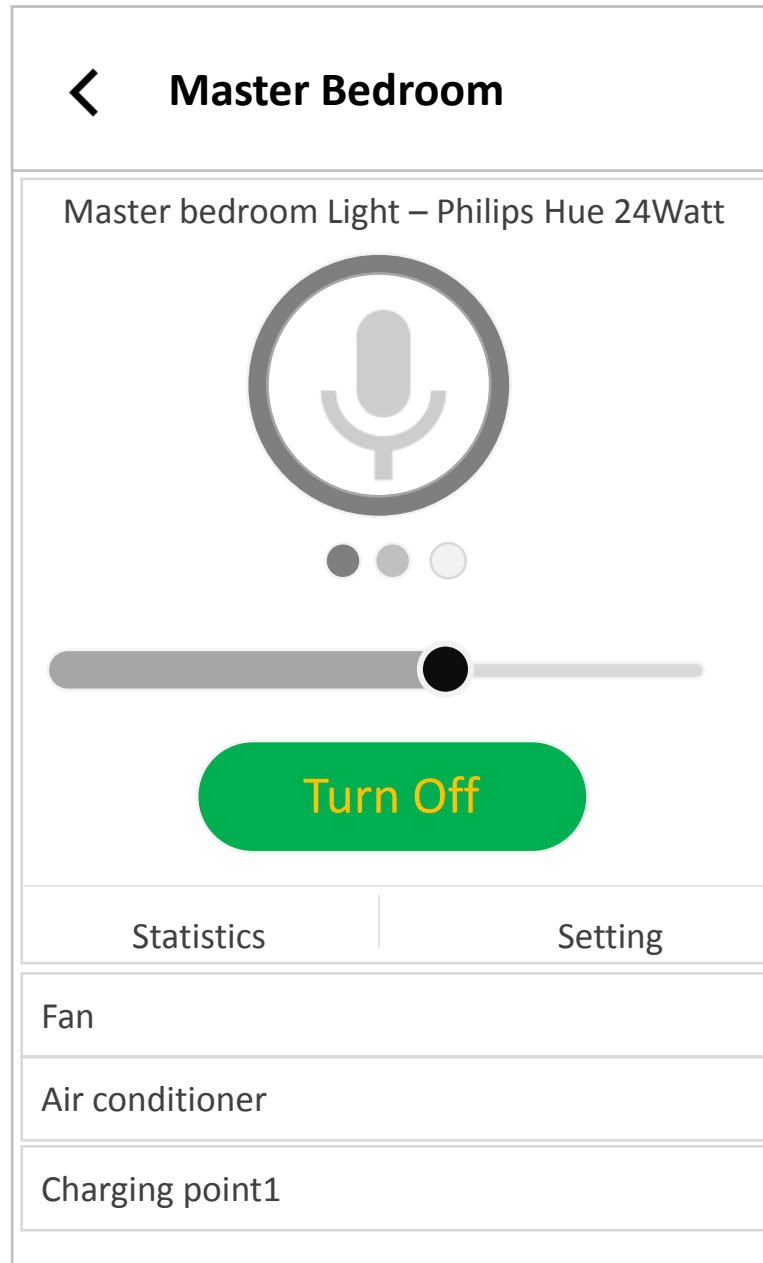 Master Bedroom
Master bedroom Light – Philips Hue 24Watt
Turn Off
Statistics
Setting
Fan
Air conditioner
Charging point1